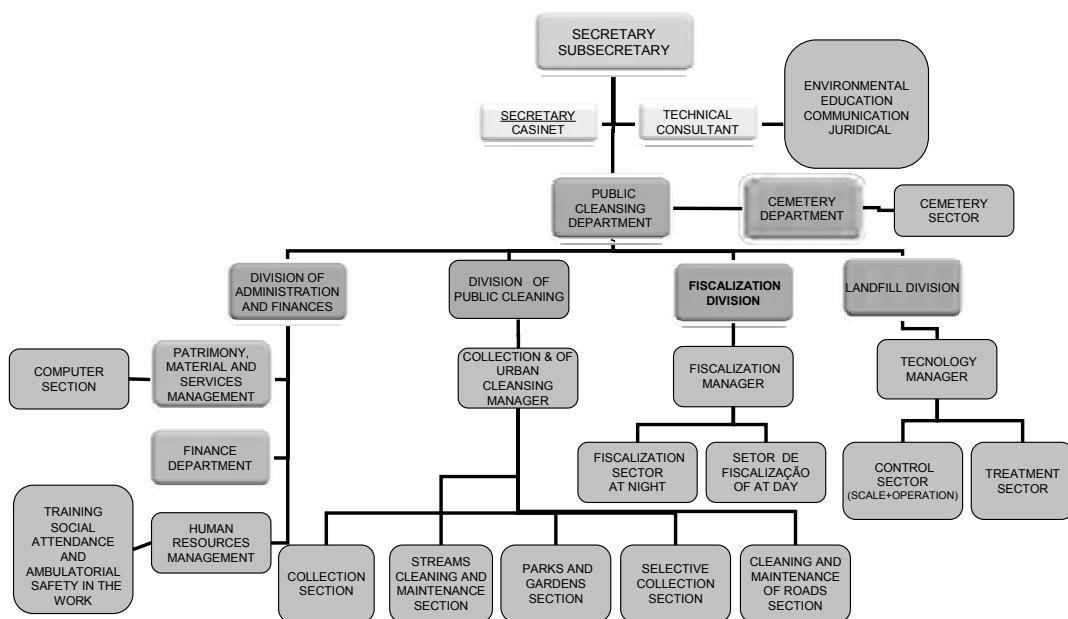 SECRETARY
SUBSECRETARY
SECRETARY
CASINET
TECHNICAL
CONSULTANT
ENVIRONMENTAL
EDUCATION
COMMUNICATION
JURIDICAL
PUBLIC
CLEANSING
DEPARTMENT
CEMETERY
DEPARTMENT
CEMETERY
SECTOR
DIVISION OF
ADMINISTRATION
AND FINANCES
DIVISION OF
PUBLIC CLEANING
FISCALIZATION
DIVISION
LANDFILL DIVISION
COMPUTER
SECTION
PATRIMONY,
MATERIAL AND
SERVICES
MANAGEMENT
COLLECTION & OF
URBAN
CLEANSING
MANAGER
FISCALIZATION
MANAGER
TECNOLOGY
MANAGER
FINANCE
DEPARTMENT
FISCALIZATION
SECTOR
AT NIGHT
SETOR DE
FISCALIZAÇÃO
OF AT DAY
CONTROL
SECTOR
(SCALE+OPERATION)
TREATMENT
SECTOR
TRAINING
SOCIAL
ATTENDANCE
AND
AMBULATORIAL
SAFETY IN THE
WORK
HUMAN
RESOURCES
MANAGEMENT
COLLECTION
SECTION
STREAMS
CLEANING AND
MAINTENANCE
SECTION
PARKS AND
GARDENS
SECTION
SELECTIVE
COLLECTION
SECTION
CLEANING AND
MAINTENANCE
OF ROADS
SECTION